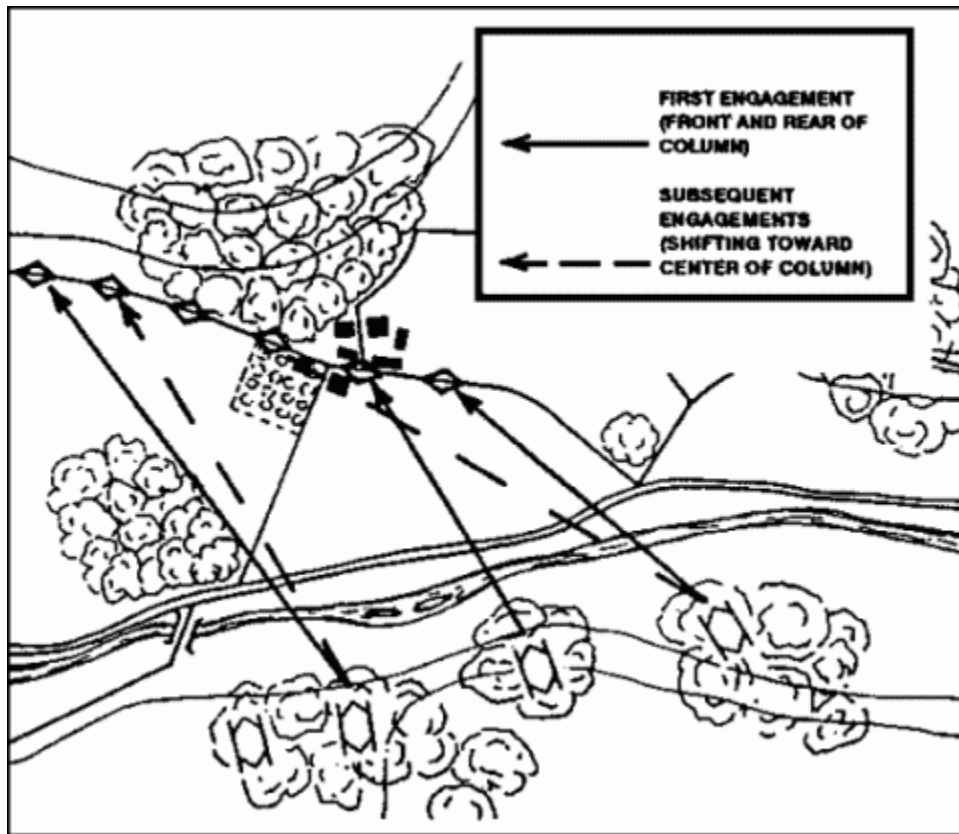 FIRST ENGAGEMENT
(FRONT AND REAR OF
COLUMN)
SUBSEQUENT
ENGAGEMENTS
(SHIFTING TOWARD
CENTER OF COLUMN)